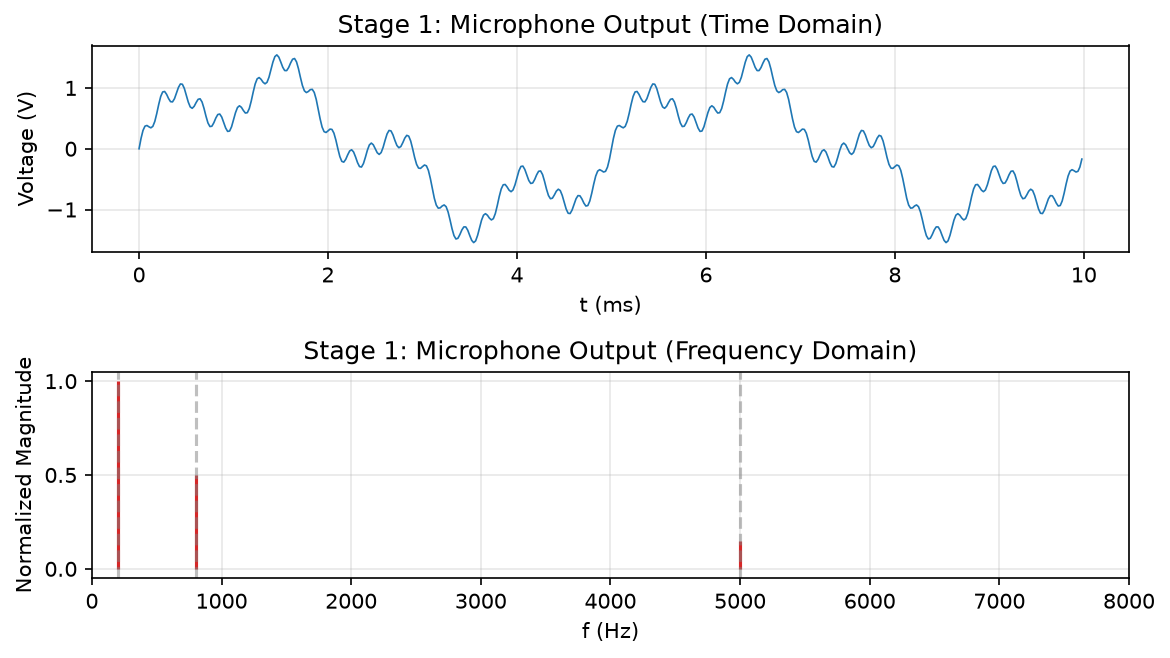 Stage 1: Microphone Output (Time Domain)
Voltage (V)
1
0
−1
0 2 4 6 8 10
t (ms)
Stage 1: Microphone Output (Frequency Domain)
Normalized Magnitude
1.0
0.5
0.0
0 1000 2000 3000 4000 5000 6000 7000 8000
f (Hz)